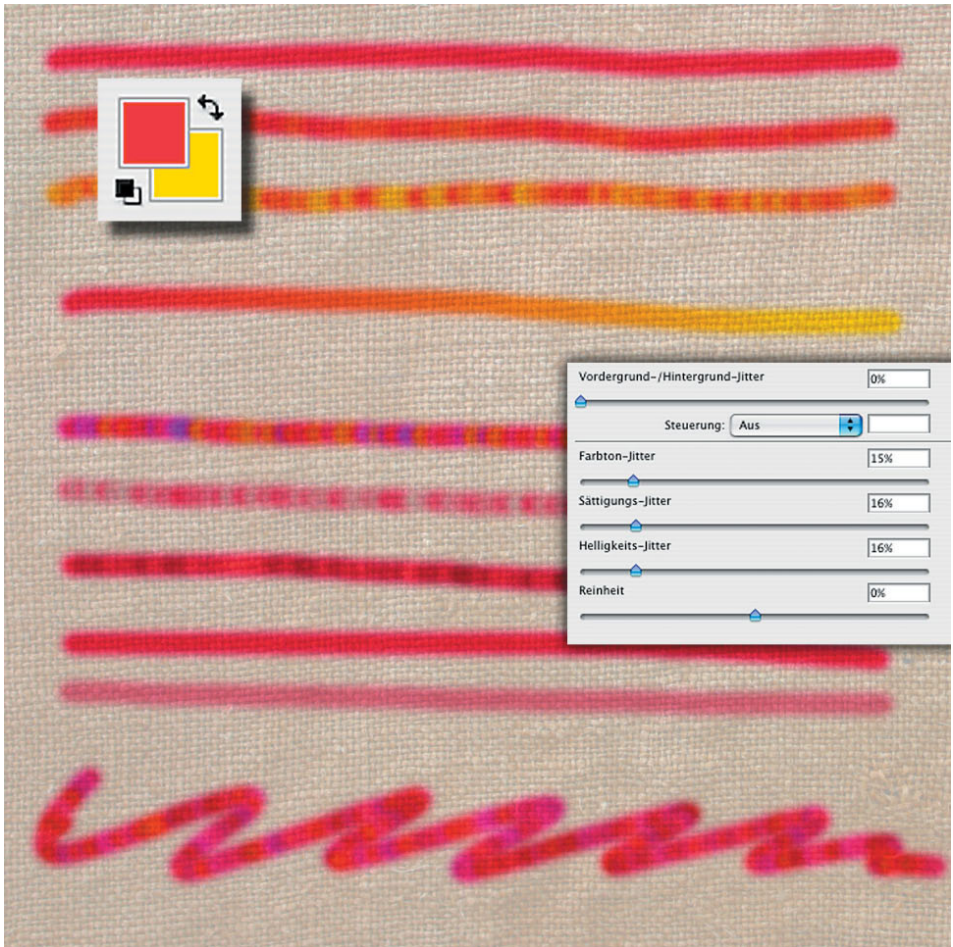 Vordergrund-/Hintergrund-Jitter 0%
Steuerung: Aus
Farbton-Jitter 15%
Sättigungs-Jitter 16%
Helligkeits-Jitter 16%
Reinheit 0%